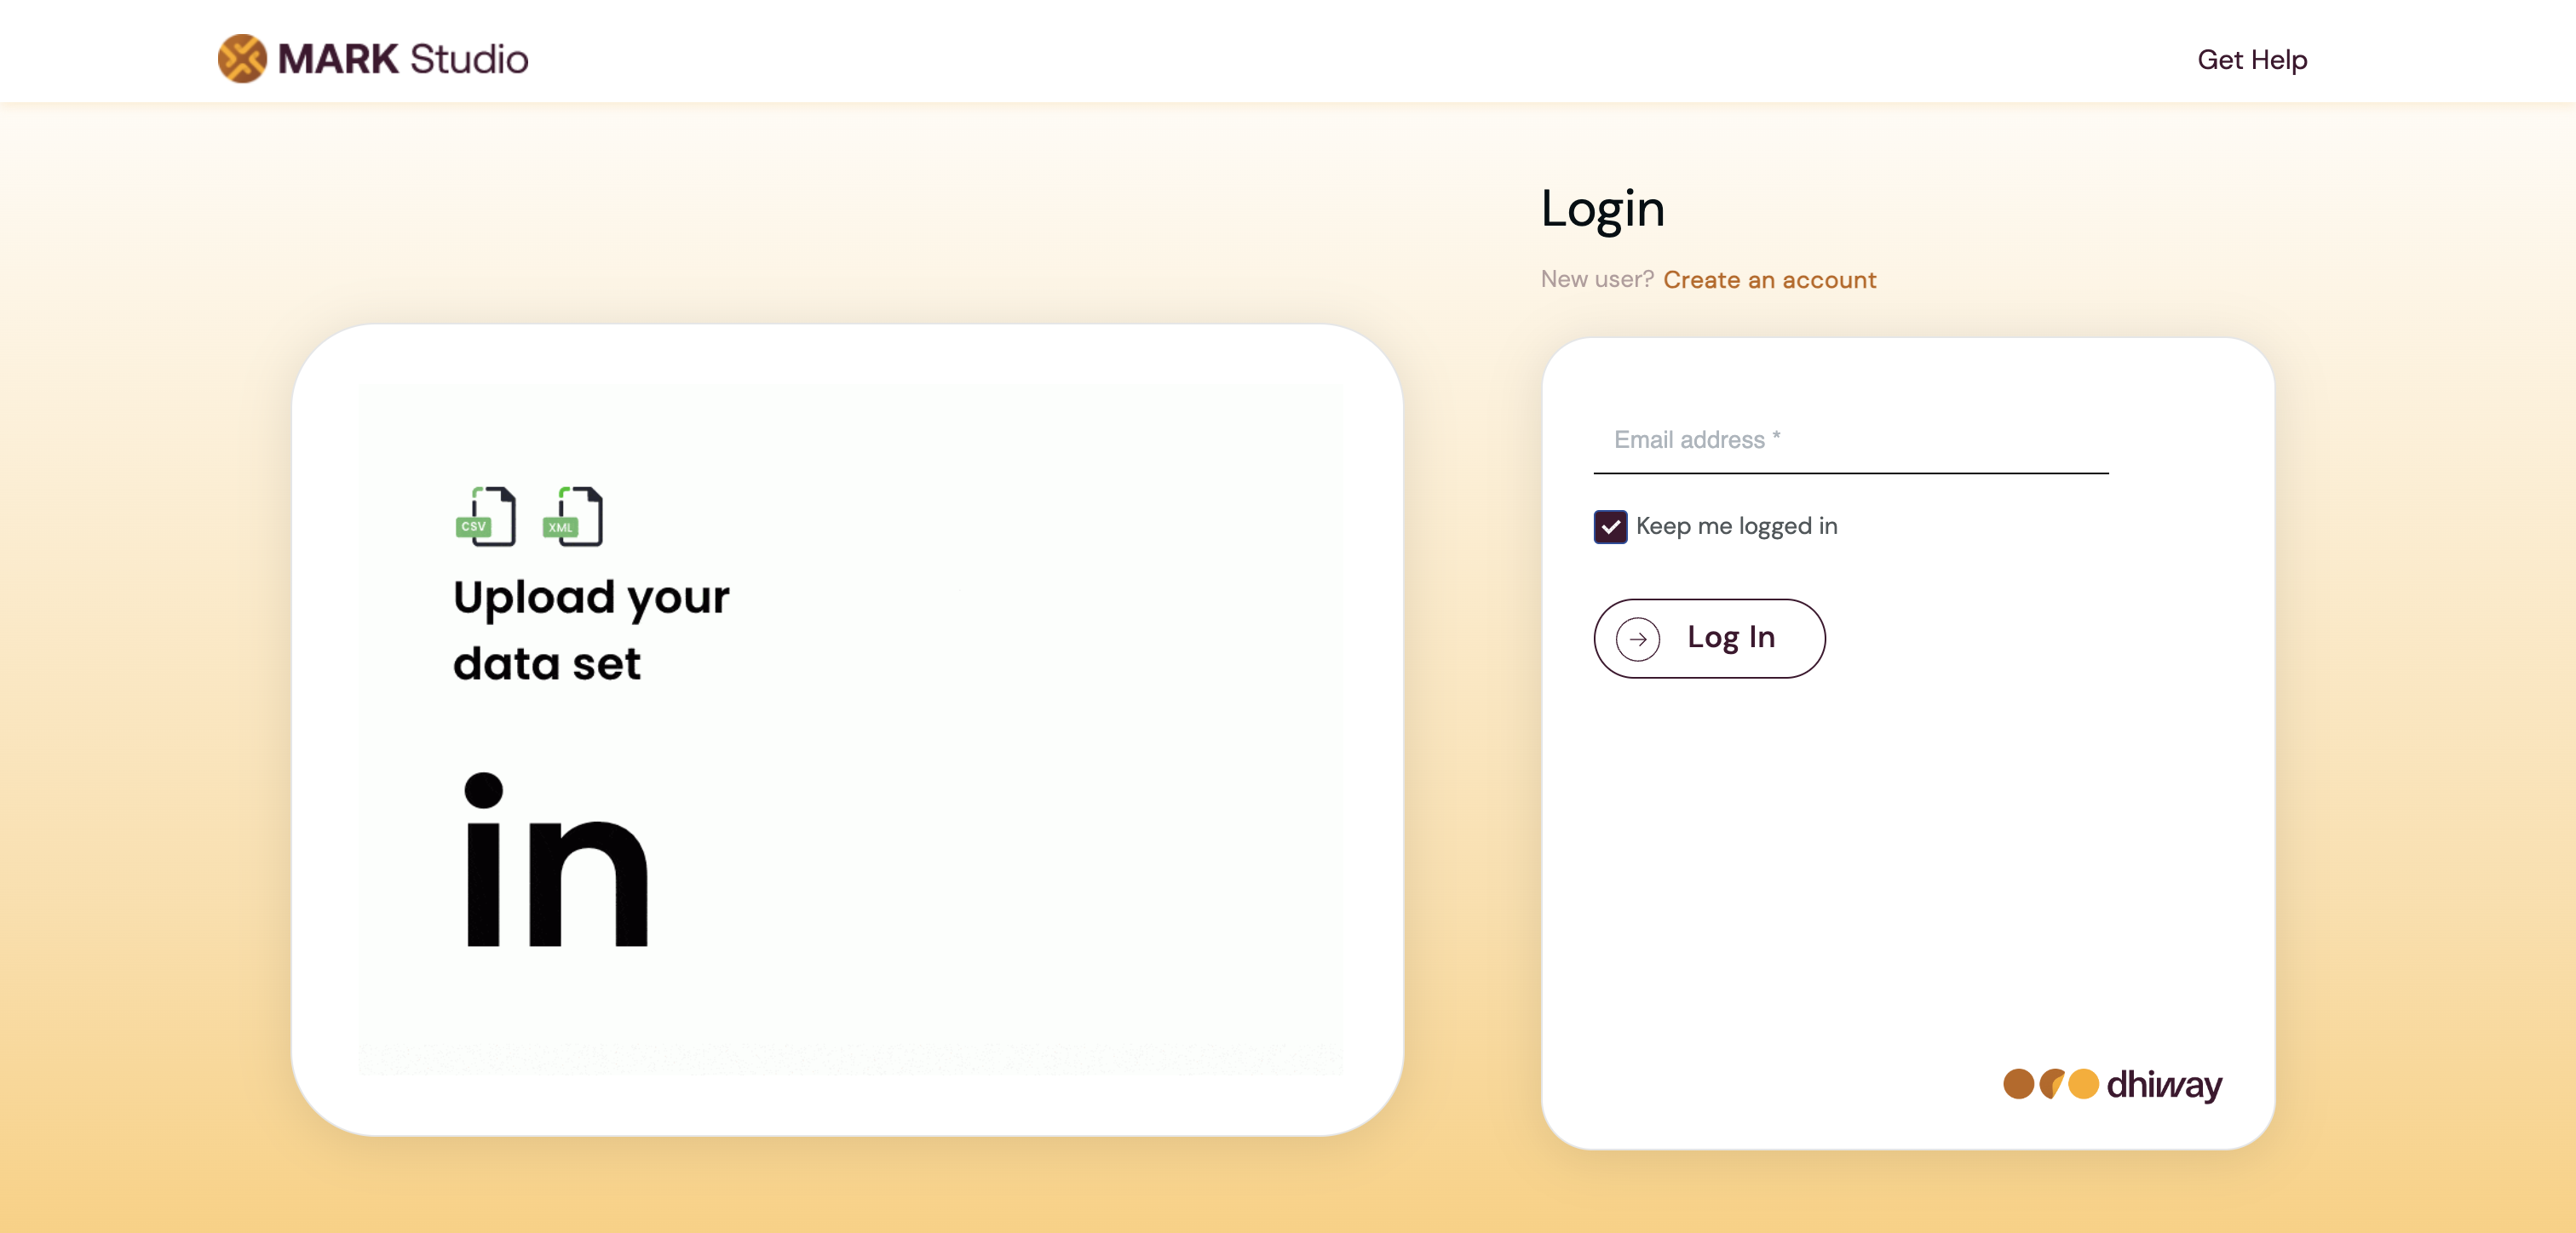 MARK Studio
Get Help
Login
New user? Create an account
CSV XML
Upload your
data set
in
Email address *
Keep me logged in
Log In
dhiway